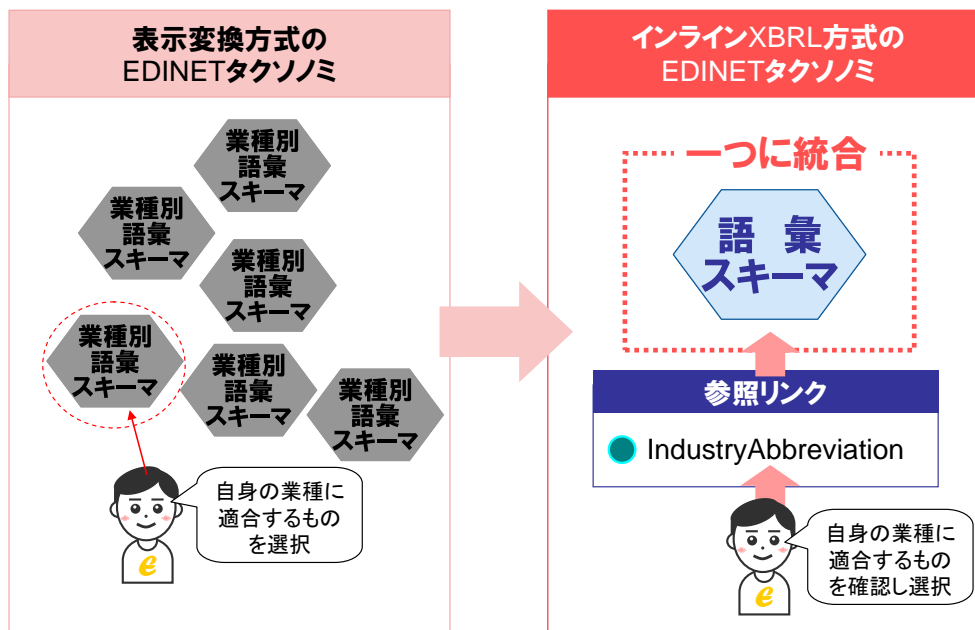 表示変換方式の
EDINETタクソノミ
業種別
語彙
スキーマ
業種別
語彙
スキーマ
業種別
語彙
スキーマ
業種別
語彙
スキーマ
業種別
語彙
スキーマ
業種別
語彙
スキーマ
自身の業種に
適合するもの
を選択
e
インラインXBRL方式の
EDINETタクソノミ
一つに統合
語 彙
スキーマ
参照リンク
IndustryAbbreviation
自身の業種に
適合するもの
を確認し選択
e